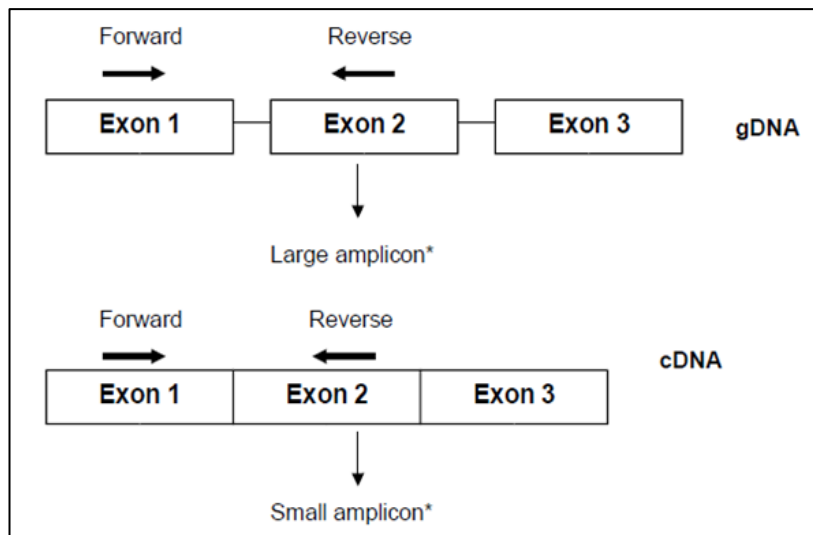 Forward Reverse
Exon 1 Exon 2 Exon 3 gDNA
Large amplicon*
Forward Reverse
cDNA
Exon 1 Exon 2 Exon 3
Small amplicon*